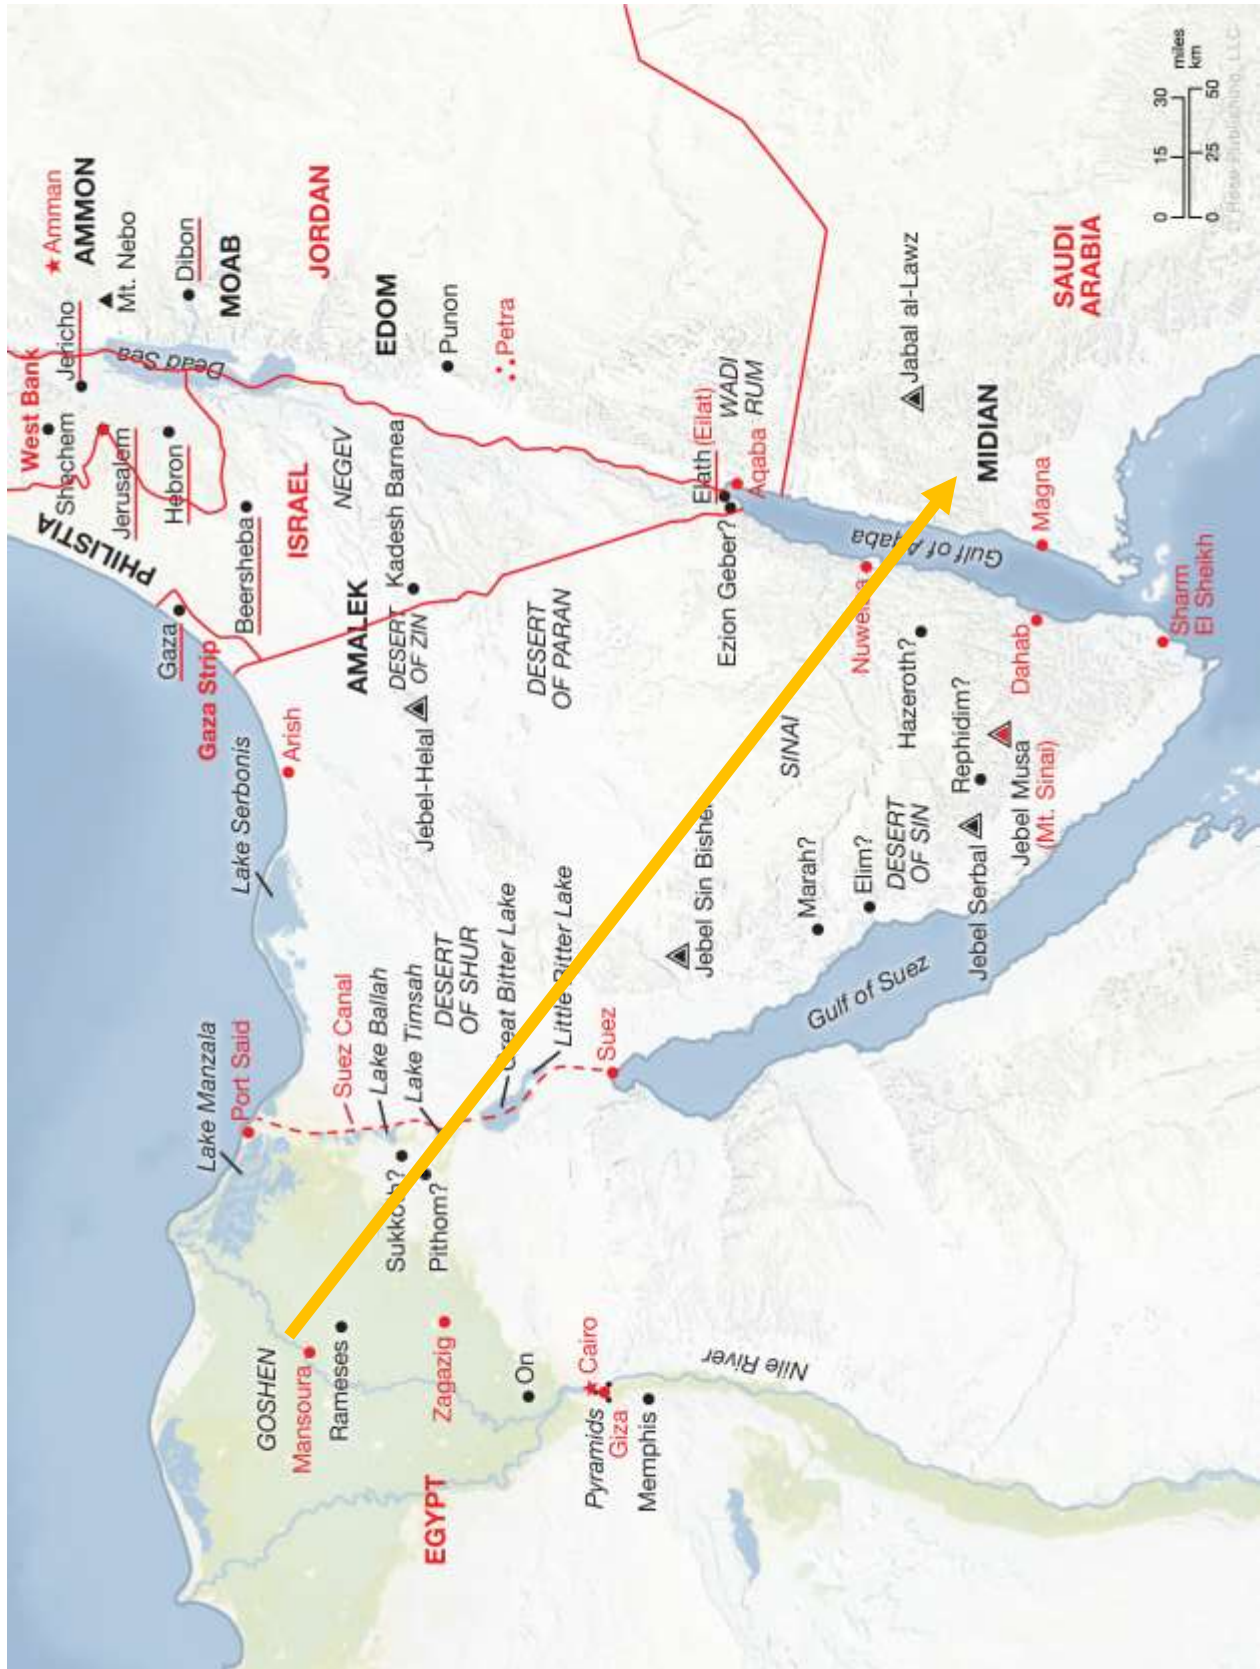 West Bank
★ Amman
PHILISTIA
Shechem
Jericho
AMMON
Jerusalem
Mt. Nebo
Dead Sea
Gaza
Hebron
Dibon
Gaza Strip
Lake Manzala
Port Said
Lake Serbonis
Beersheba
MOAB
GOSHEN
Arish
ISRAEL
JORDAN
Mansoura
Rameses
Suez Canal
NEGEV
AMALEK
Lake Ballah
Sukkoth?
DESERT
OF ZIN
Kadesh Barnea
EDOM
Lake Timsah
Jebel-Helal
Pithom?
EGYPT
Zagazig
DESERT
OF SHUR
Punon
Great Bitter Lake
Petra
On
DESERT
OF PARAN
Little Bitter Lake
Cairo
Pyramids
Giza
Suez
Memphis
Jebel Sin Bisher
Elath (Eilat)
Ezion Geber?
WADI
RUM
Aqaba
Nile River
SINAI
Marah?
Gulf of Suez
Elim?
Nuweiba
Gulf of Aqaba
DESERT
OF SIN
Hazeroth?
Jabal al-Lawz
Rephidim?
Jebel Serbal
MIDIAN
Jebel Musa
(Mt. Sinai)
Dahab
Magna
SAUDI
ARABIA
Sharm
El Sheikh
0 15 30 miles
0 25 50 km
© Rose Publishing, LLC.